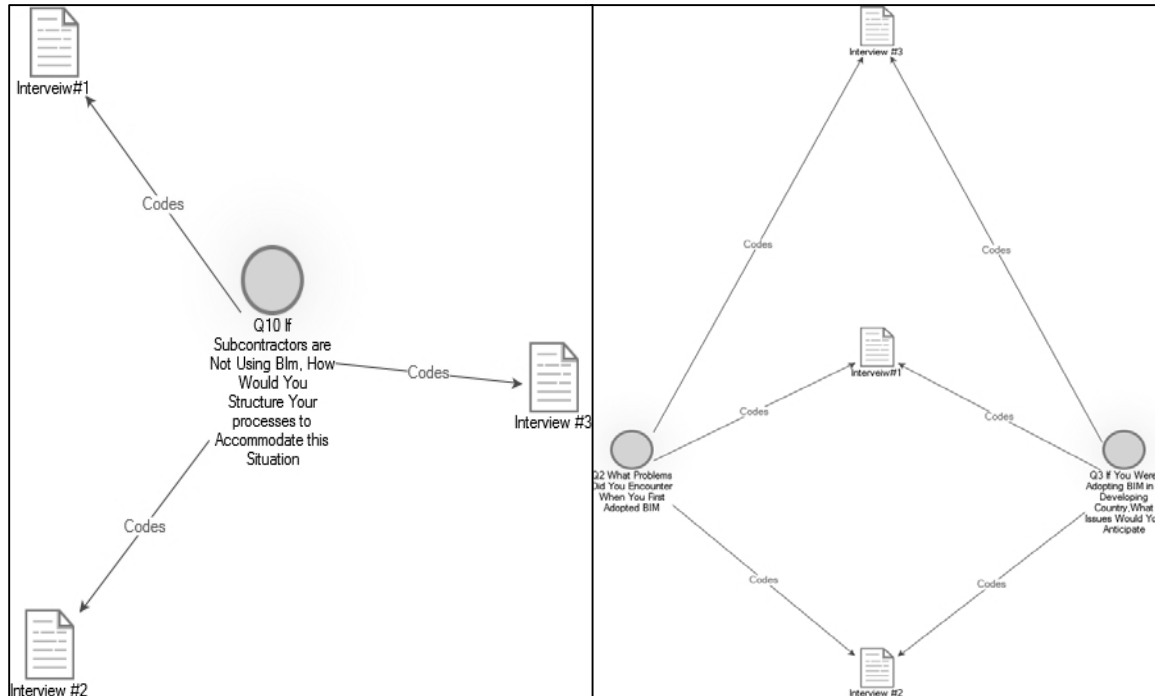 Interveiw#1
Codes
Q10 If
Subcontractors are
Not Using BIm, How
Would You
Structure Your
processes to
Accommodate this
Situation
Codes
Interview #3
Codes
Interview #2
Interview #3
Codes
Codes
Interveiw#1
Codes
Codes
Q2 What Problems
Did You Encounter
When You First
Adopted BIM
Q3 If You Were
Adopting BIM in
Developing
Country,What
Issues Would Yo
Anticipate
Codes
Codes
Interview #2